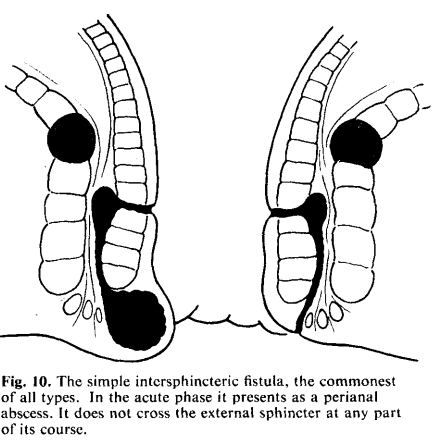 Fig. 10. The simple intersphincteric fistula, the commonest
of all types. In the acute phase it presents as a perianal
abscess. It does not cross the external sphincter at any part
of its course.